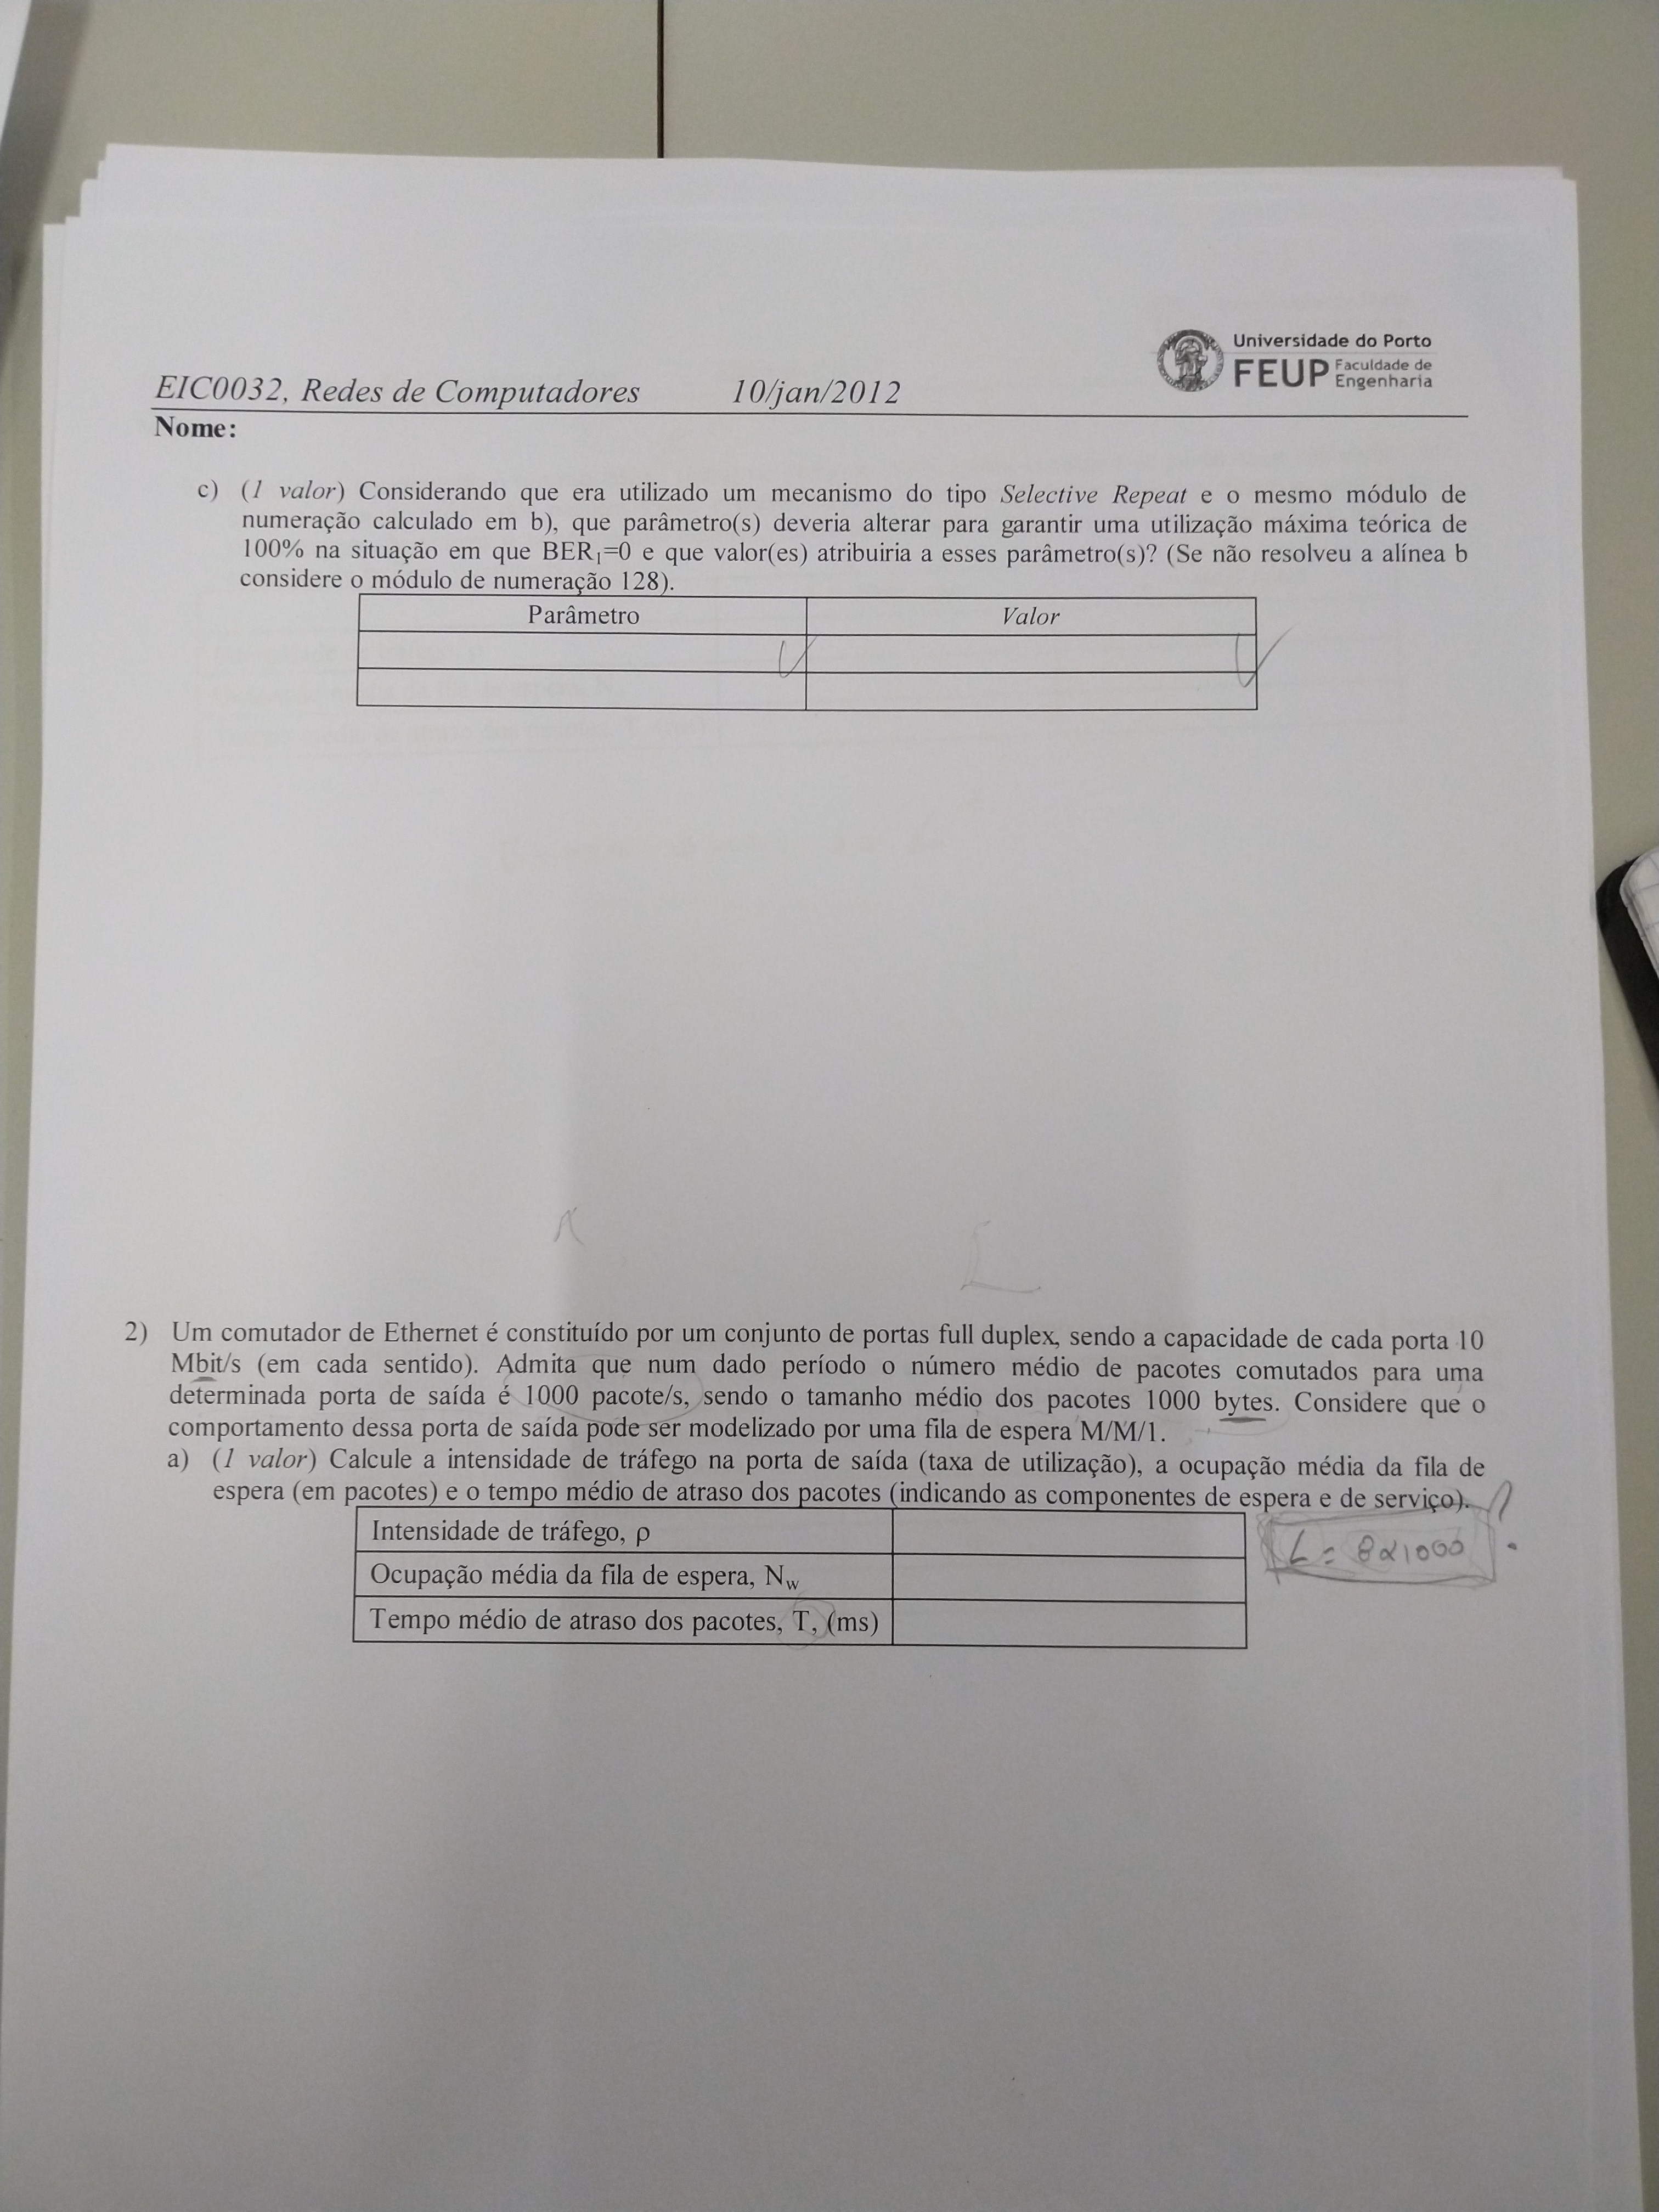 Universidade do Porto
FEUP Faculdade de Engenharia
EIC0032, Redes de Computadores 10/jan/2012
Nome:
c) (1 valor) Considerando que era utilizado um mecanismo do tipo Selective Repeat e o mesmo módulo de
numeração calculado em b), que parâmetro(s) deveria alterar para garantir uma utilização máxima teórica de
100% na situação em que BER1=0 e que valor(es) atribuiria a esses parâmetro(s)? (Se não resolveu a alínea b
considere o módulo de numeração 128).
Parâmetro Valor
2) Um comutador de Ethernet é constituído por um conjunto de portas full duplex, sendo a capacidade de cada porta 10
Mbit/s (em cada sentido). Admita que num dado período o número médio de pacotes comutados para uma
determinada porta de saída é 1000 pacote/s, sendo o tamanho médio dos pacotes 1000 bytes. Considere que o
comportamento dessa porta de saída pode ser modelizado por uma fila de espera M/M/1.
a) (1 valor) Calcule a intensidade de tráfego na porta de saída (taxa de utilização), a ocupação média da fila de
espera (em pacotes) e o tempo médio de atraso dos pacotes (indicando as componentes de espera e de serviço).
Intensidade de tráfego, ρ
L = 8x1000 ?
Ocupação média da fila de espera, Nw
Tempo médio de atraso dos pacotes, T, (ms)